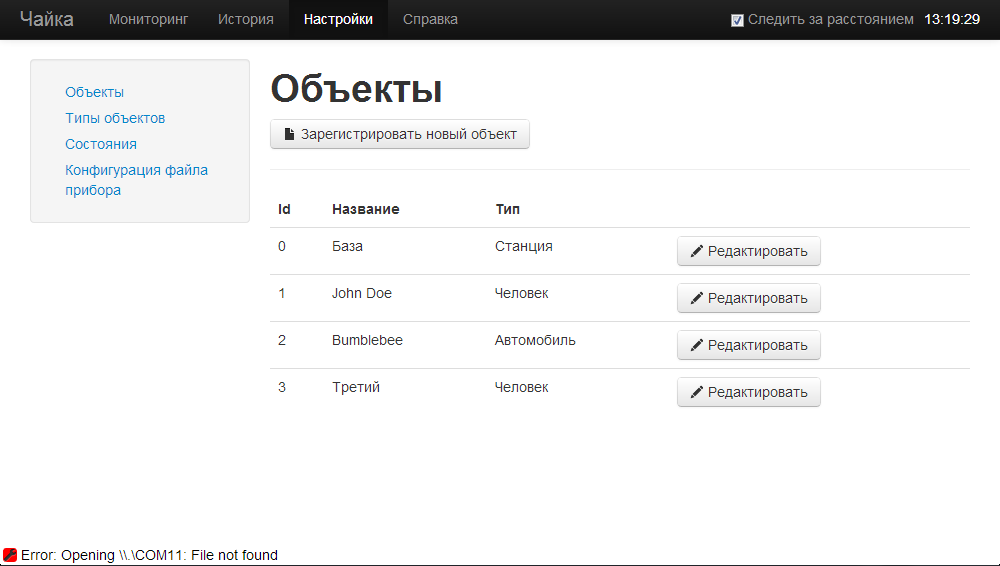 Чайка Мониторинг История Настройки Справка Следить за расстоянием 13:19:29
Объекты
Типы объектов
Состояния
Конфигурация файла
прибора
Объекты
Зарегистрировать новый объект
Id Название Тип
0 База Станция Редактировать
1 John Doe Человек Редактировать
2 Bumblebee Автомобиль Редактировать
3 Третий Человек Редактировать
Error: Opening \\.\COM11: File not found